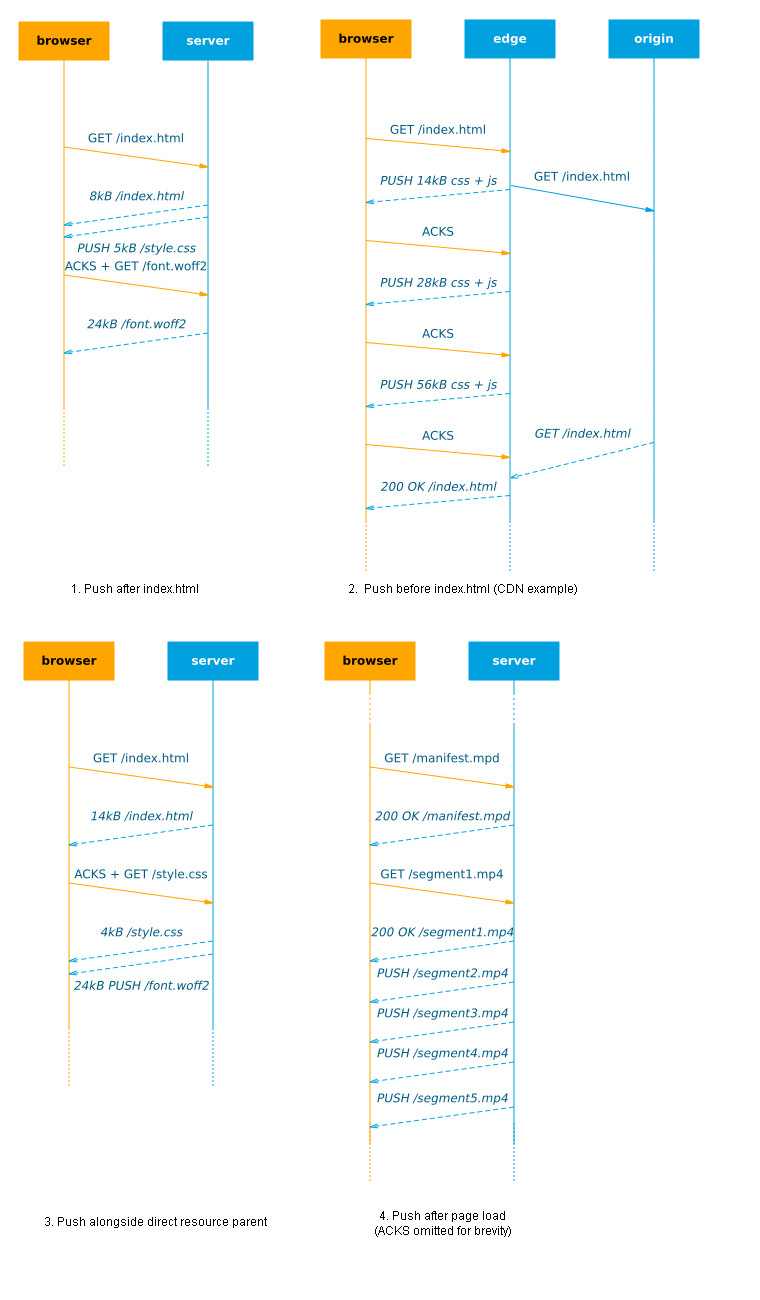 browser
server
GET /index.html
8kB /index.html
PUSH 5kB /style.css
ACKS + GET /font.woff2
24kB /font.woff2
1. Push after index.html
browser
edge
origin
GET /index.html
GET /index.html
PUSH 14kB css + js
ACKS
PUSH 28kB css + js
ACKS
PUSH 56kB css + js
ACKS
GET /index.html
200 OK /index.html
2. Push before index.html (CDN example)
browser
server
GET /index.html
14kB /index.html
ACKS + GET /style.css
4kB /style.css
24kB PUSH /font.woff2
3. Push alongside direct resource parent
browser
server
GET /manifest.mpd
200 OK /manifest.mpd
GET /segment1.mp4
200 OK /segment1.mp4
PUSH /segment2.mp4
PUSH /segment3.mp4
PUSH /segment4.mp4
PUSH /segment5.mp4
4. Push after page load
(ACKS omitted for brevity)